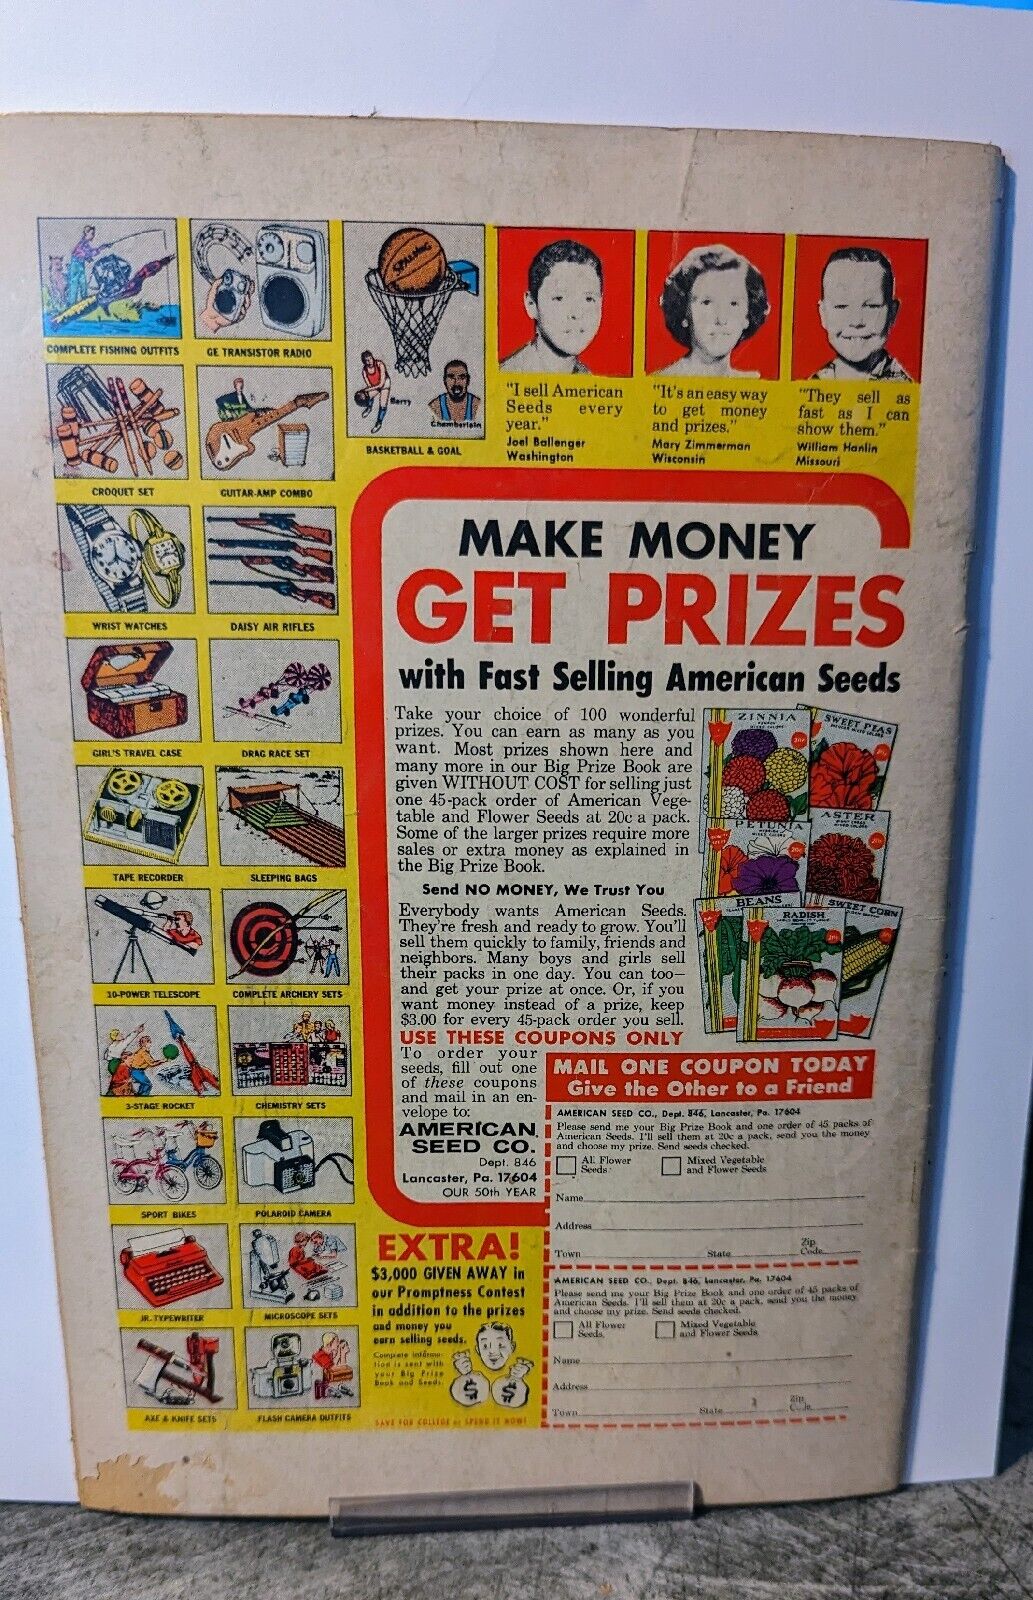 COMPLETE FISHING OUTFITS
GE TRANSISTOR RADIO
SPALDING
Barry
Chamberlain
BASKETBALL & GOAL
CROQUET SET
GUITAR-AMP COMBO
WRIST WATCHES
DAISY AIR RIFLES
GIRL'S TRAVEL CASE
DRAG RACE SET
TAPE RECORDER
SLEEPING BAGS
10-POWER TELESCOPE
COMPLETE ARCHERY SETS
3-STAGE ROCKET
CHEMISTRY SETS
SPORT BIKES
POLAROID CAMERA
JR. TYPEWRITER
MICROSCOPE SETS
AXE & KNIFE SETS
FLASH CAMERA OUTFITS
"I sell American
Seeds every
year."
Joel Ballenger
Washington
"It's an easy way
to get money
and prizes."
Mary Zimmerman
Wisconsin
"They sell as
fast as I can
show them."
William Hanlin
Missouri
MAKE MONEY
GET PRIZES
with Fast Selling American Seeds
Take your choice of 100 wonderful
prizes. You can earn as many as you
want. Most prizes shown here and
many more in our Big Prize Book are
given WITHOUT COST for selling just
one 45-pack order of American Vege-
table and Flower Seeds at 20c a pack.
Some of the larger prizes require more
sales or extra money as explained in
the Big Prize Book.
Send NO MONEY, We Trust You
Everybody wants American Seeds.
They're fresh and ready to grow. You'll
sell them quickly to family, friends and
neighbors. Many boys and girls sell
their packs in one day. You can too—
and get your prize at once. Or, if you
want money instead of a prize, keep
$3.00 for every 45-pack order you sell.
ZINNIA
SWEET PEAS
PETUNIA
ASTER
BEANS
RADISH
SWEET CORN
USE THESE COUPONS ONLY
To order your
seeds, fill out one
of these coupons
and mail in an en-
velope to:
AMERICAN
SEED CO.
Dept. 846
Lancaster, Pa. 17604
OUR 50th YEAR
MAIL ONE COUPON TODAY
Give the Other to a Friend
AMERICAN SEED CO., Dept. 846, Lancaster, Pa. 17604
Please send me your Big Prize Book and one order of 45 packs of
American Seeds. I'll sell them at 20c a pack, send you the money
and choose my prize. Send seeds checked.
All Flower
Seeds
Mixed Vegetable
and Flower Seeds
Name
Address
Town State Zip
Code
AMERICAN SEED CO., Dept. 846, Lancaster, Pa. 17604
Please send me your Big Prize Book and one order of 45 packs of
American Seeds. I'll sell them at 20c a pack, send you the money
and choose my prize. Send seeds checked.
All Flower
Seeds
Mixed Vegetable
and Flower Seeds
Name
Address
Town State Zip
Code
EXTRA!
$3,000 GIVEN AWAY in
our Promptness Contest
in addition to the prizes
and money you
earn selling seeds.
Complete informa-
tion is sent with
your Big Prize
Book and Seeds.
$ $
SAVE FOR COLLEGE or SPEND IT NOW!